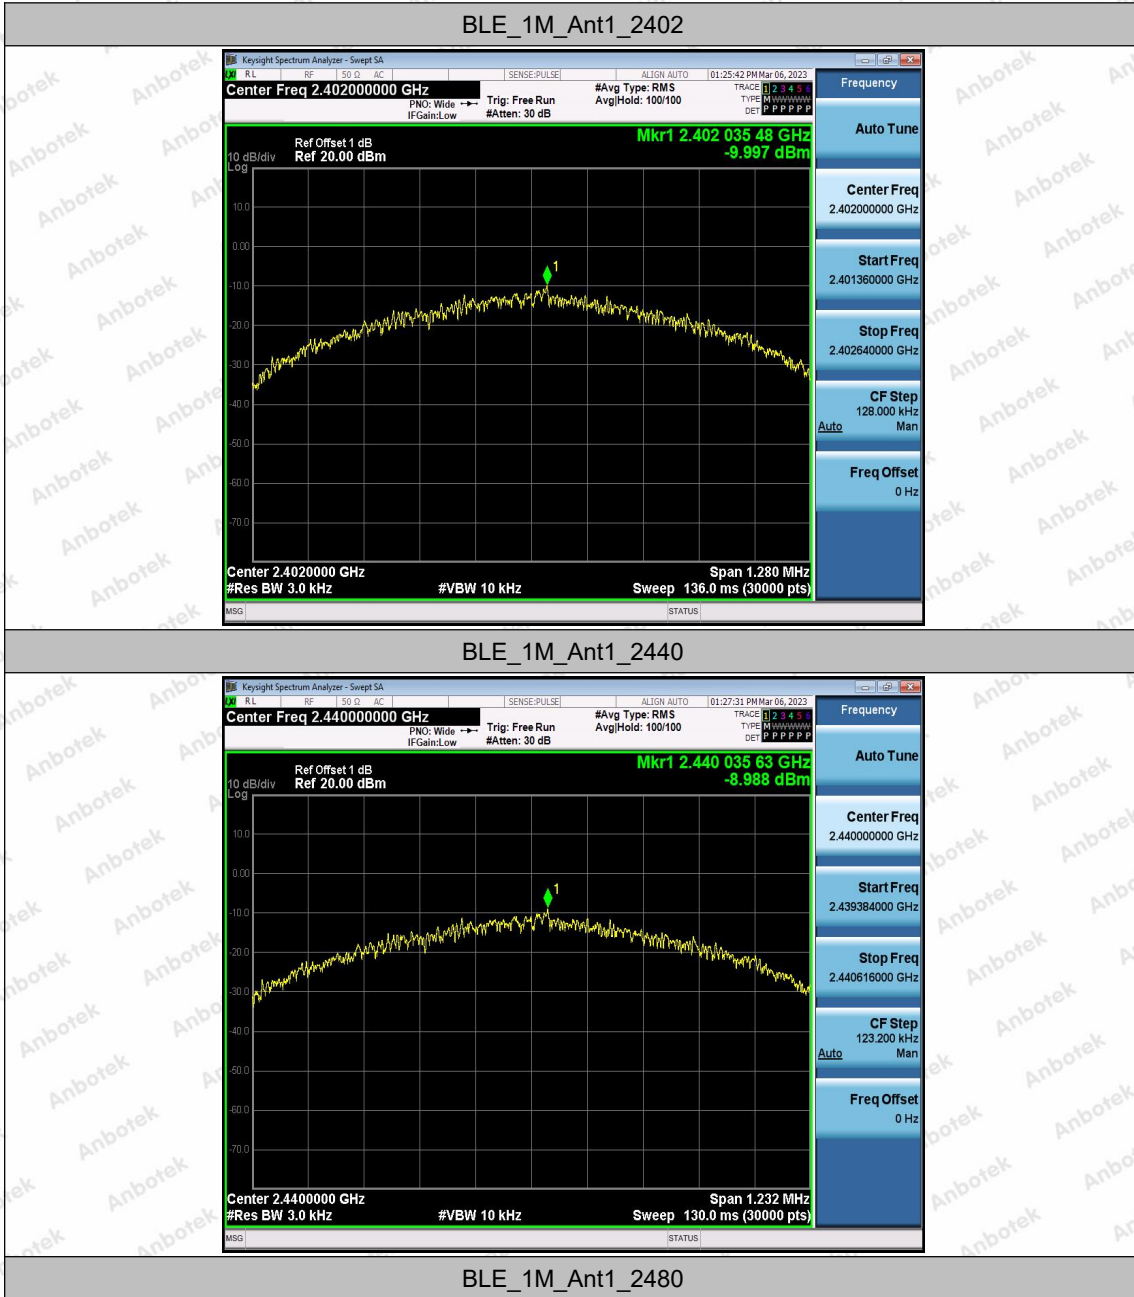 BLE_1M_Ant1_2402
Keysight Spectrum Analyzer - Swept SA
LXI RL RF 50 Ω AC SENSE:PULSE ALIGN AUTO 01:25:42 PM Mar 06, 2023
Center Freq 2.402000000 GHz #Avg Type: RMS TRACE 1 2 3 4 5 6
PNO: Wide Trig: Free Run Avg|Hold: 100/100 TYPE M WWWWW
IFGain:Low #Atten: 30 dB DET P P P P P P
Mkr1 2.402 035 48 GHz
-9.997 dBm
Ref Offset 1 dB
10 dB/div Ref 20.00 dBm
Log
10.0
0.00
-10.0
-20.0
-30.0
-40.0
-50.0
-60.0
-70.0
1
Center 2.4020000 GHz Span 1.280 MHz
#Res BW 3.0 kHz #VBW 10 kHz Sweep 136.0 ms (30000 pts)
MSG STATUS
Frequency
Auto Tune
Center Freq
2.402000000 GHz
Start Freq
2.401360000 GHz
Stop Freq
2.402640000 GHz
CF Step
128.000 kHz
Auto Man
Freq Offset
0 Hz
BLE_1M_Ant1_2440
Keysight Spectrum Analyzer - Swept SA
LXI RL RF 50 Ω AC SENSE:PULSE ALIGN AUTO 01:27:31 PM Mar 06, 2023
Center Freq 2.440000000 GHz #Avg Type: RMS TRACE 1 2 3 4 5 6
PNO: Wide Trig: Free Run Avg|Hold: 100/100 TYPE M WWWWW
IFGain:Low #Atten: 30 dB DET P P P P P P
Mkr1 2.440 035 63 GHz
-8.988 dBm
Ref Offset 1 dB
10 dB/div Ref 20.00 dBm
Log
10.0
0.00
-10.0
-20.0
-30.0
-40.0
-50.0
-60.0
-70.0
1
Center 2.4400000 GHz Span 1.232 MHz
#Res BW 3.0 kHz #VBW 10 kHz Sweep 130.0 ms (30000 pts)
MSG STATUS
Frequency
Auto Tune
Center Freq
2.440000000 GHz
Start Freq
2.439384000 GHz
Stop Freq
2.440616000 GHz
CF Step
123.200 kHz
Auto Man
Freq Offset
0 Hz
BLE_1M_Ant1_2480
Anbotek